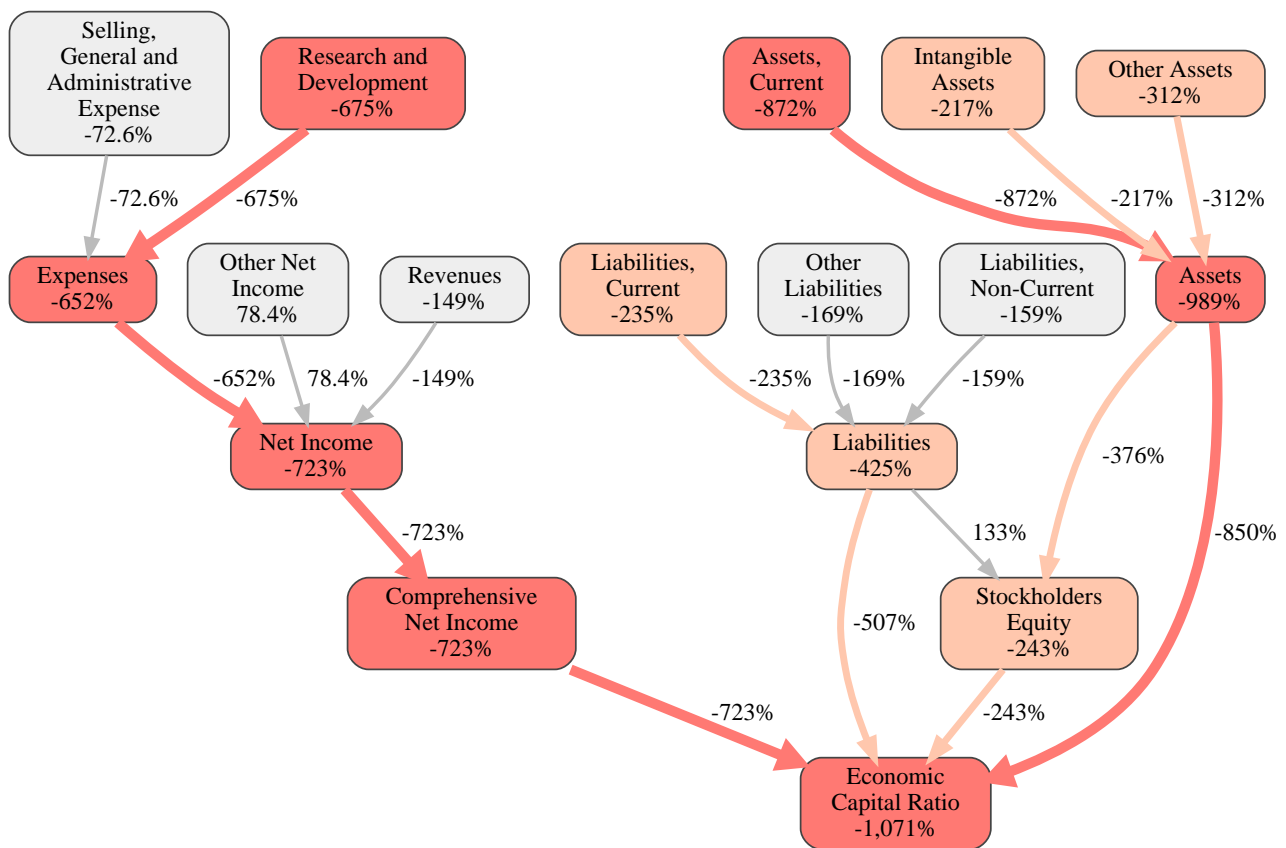 Selling,
General and
Administrative
Expense
-72.6%
Research and
Development
-675%
Assets,
Current
-872%
Intangible
Assets
-217%
Other Assets
-312%
-72.6%
-675%
-872%
-217%
-312%
Expenses
-652%
Other Net
Income
78.4%
Revenues
-149%
Liabilities,
Current
-235%
Other
Liabilities
-169%
Liabilities,
Non-Current
-159%
Assets
-989%
-652%
78.4%
-149%
-235%
-169%
-159%
Net Income
-723%
Liabilities
-425%
-376%
-723%
133%
-850%
Comprehensive
Net Income
-723%
-507%
Stockholders
Equity
-243%
-723%
-243%
Economic
Capital Ratio
-1,071%